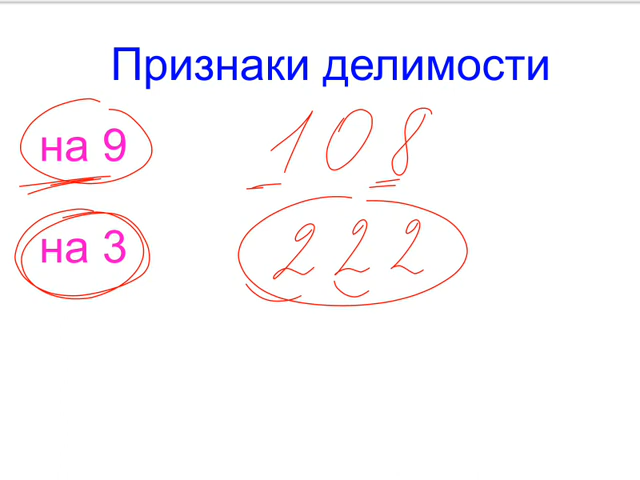 Признаки делимости
на 9 108
на 3 222